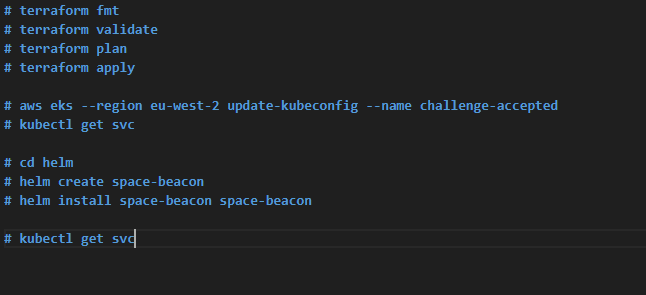 # terraform fmt
# terraform validate
# terraform plan
# terraform apply
# aws eks --region eu-west-2 update-kubeconfig --name challenge-accepted
# kubectl get svc
# cd helm
# helm create space-beacon
# helm install space-beacon space-beacon
# kubectl get svc